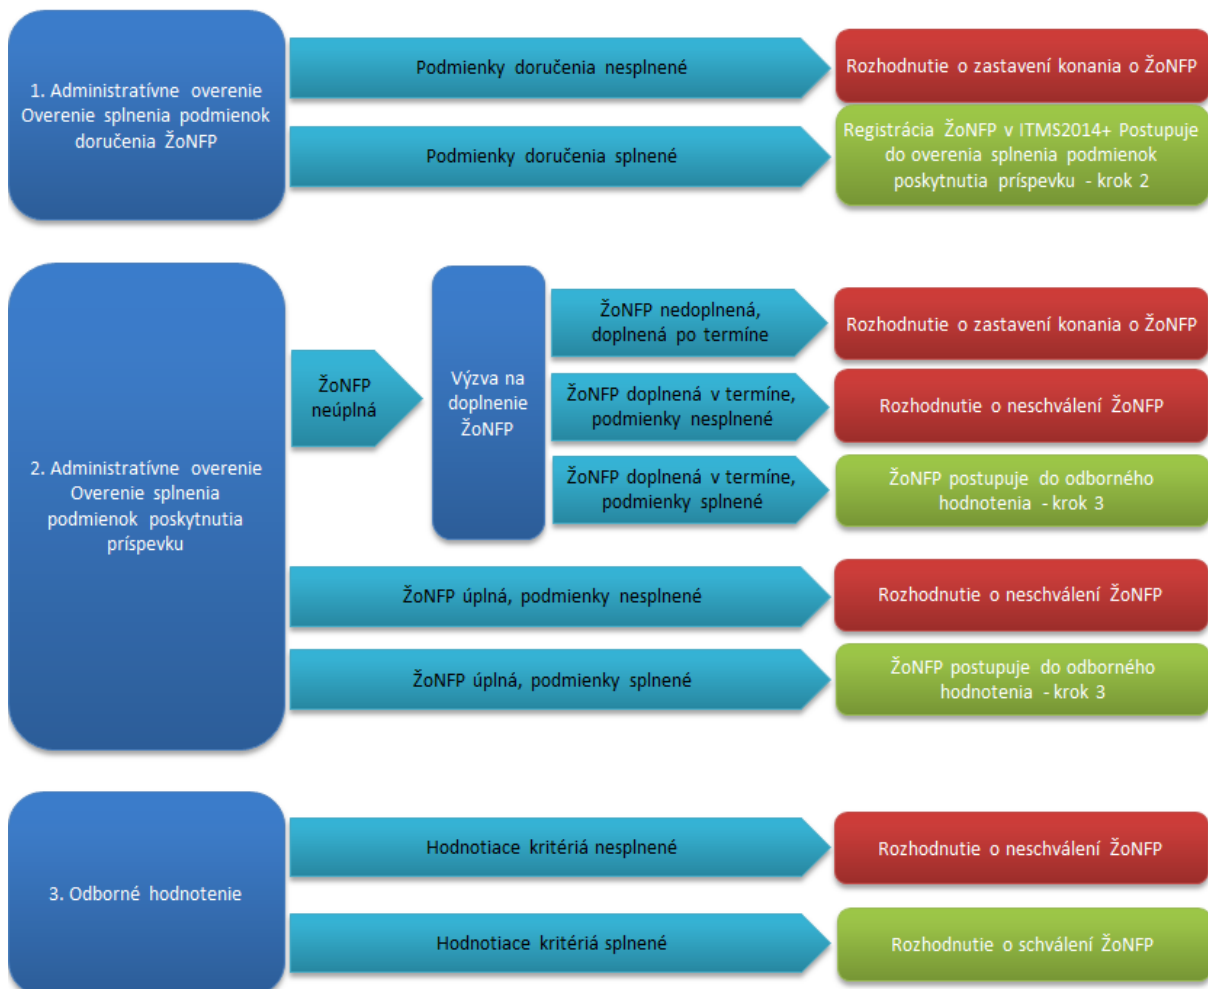 1. Administratívne overenie
Overenie splnenia podmienok
doručenia ŽoNFP
Podmienky doručenia nesplnené
Rozhodnutie o zastavení konania o ŽoNFP
Podmienky doručenia splnené
Registrácia ŽoNFP v ITMS2014+ Postupuje
do overenia splnenia podmienok
poskytnutia príspevku - krok 2
2. Administratívne overenie
Overenie splnenia
podmienok poskytnutia
príspevku
ŽoNFP
neúplná
Výzva na
doplnenie
ŽoNFP
ŽoNFP nedoplnená,
doplnená po termíne
Rozhodnutie o zastavení konania o ŽoNFP
ŽoNFP doplnená v termíne,
podmienky nesplnené
Rozhodnutie o neschválení ŽoNFP
ŽoNFP doplnená v termíne,
podmienky splnené
ŽoNFP postupuje do odborného
hodnotenia - krok 3
ŽoNFP úplná, podmienky nesplnené
Rozhodnutie o neschválení ŽoNFP
ŽoNFP úplná, podmienky splnené
ŽoNFP postupuje do odborného
hodnotenia - krok 3
3. Odborné hodnotenie
Hodnotiace kritériá nesplnené
Rozhodnutie o neschválení ŽoNFP
Hodnotiace kritériá splnené
Rozhodnutie o schválení ŽoNFP